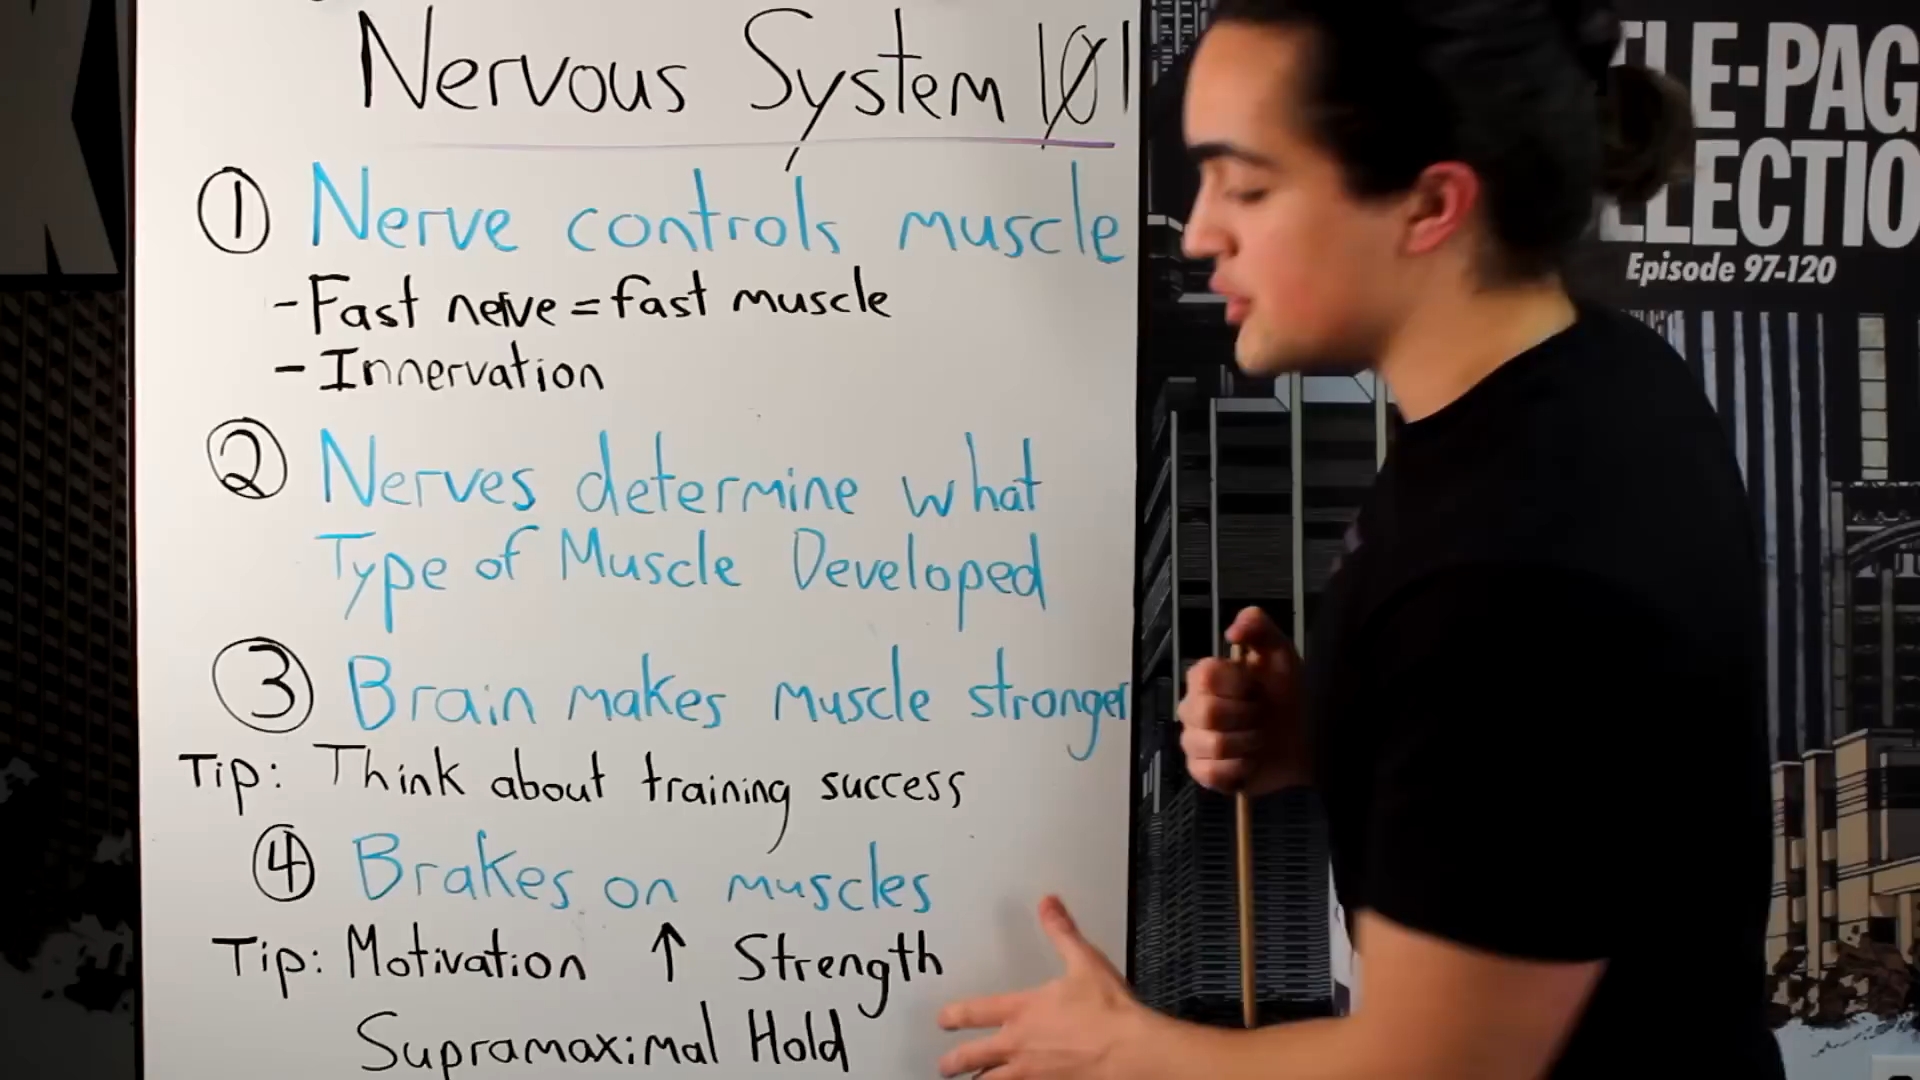 Nervous System 101
① Nerve controls muscle
- Fast nerve = fast muscle
- Innervation
② Nerves determine what
Type of Muscle Developed
③ Brain makes muscle stronger
Tip: Think about training success
④ Brakes on muscles
Tip: Motivation ↑ Strength
Supramaximal Hold
LE-PAG
LECTIO
Episode 97-120